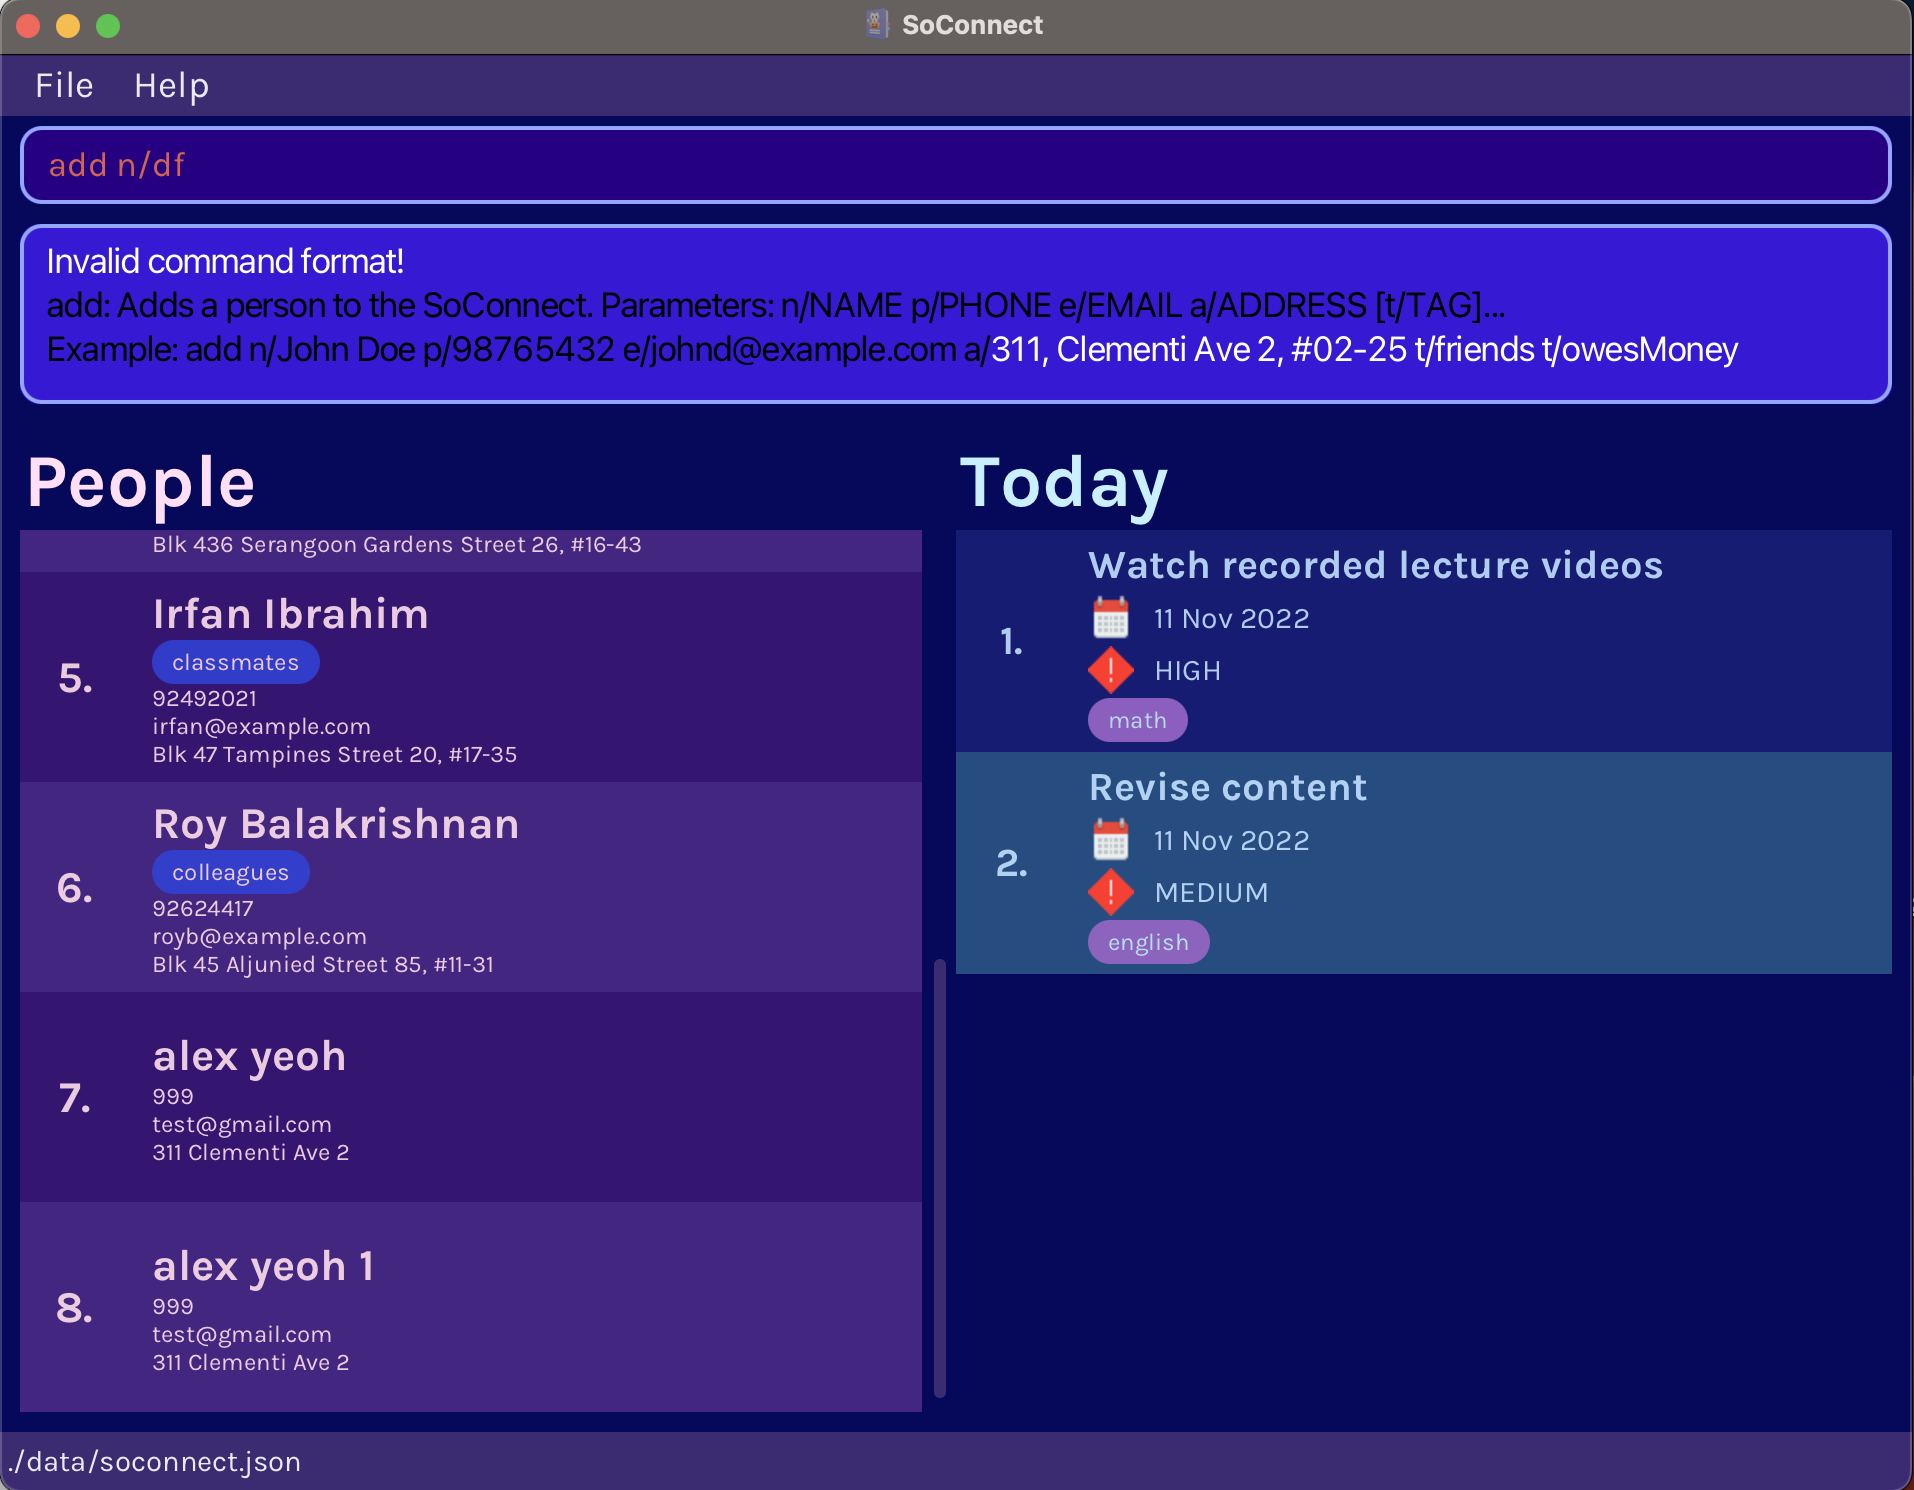 SoConnect
File Help
add n/df
Invalid command format!
add: Adds a person to the SoConnect. Parameters: n/NAME p/PHONE e/EMAIL a/ADDRESS [t/TAG]...
Example: add n/John Doe p/98765432 e/johnd@example.com a/311, Clementi Ave 2, #02-25 t/friends t/owesMoney
People
Blk 436 Serangoon Gardens Street 26, #16-43
5.
Irfan Ibrahim
classmates
92492021
irfan@example.com
Blk 47 Tampines Street 20, #17-35
6.
Roy Balakrishnan
colleagues
92624417
royb@example.com
Blk 45 Aljunied Street 85, #11-31
7.
alex yeoh
999
test@gmail.com
311 Clementi Ave 2
8.
alex yeoh 1
999
test@gmail.com
311 Clementi Ave 2
Today
1.
Watch recorded lecture videos
11 Nov 2022
HIGH
math
2.
Revise content
11 Nov 2022
MEDIUM
english
./data/soconnect.json